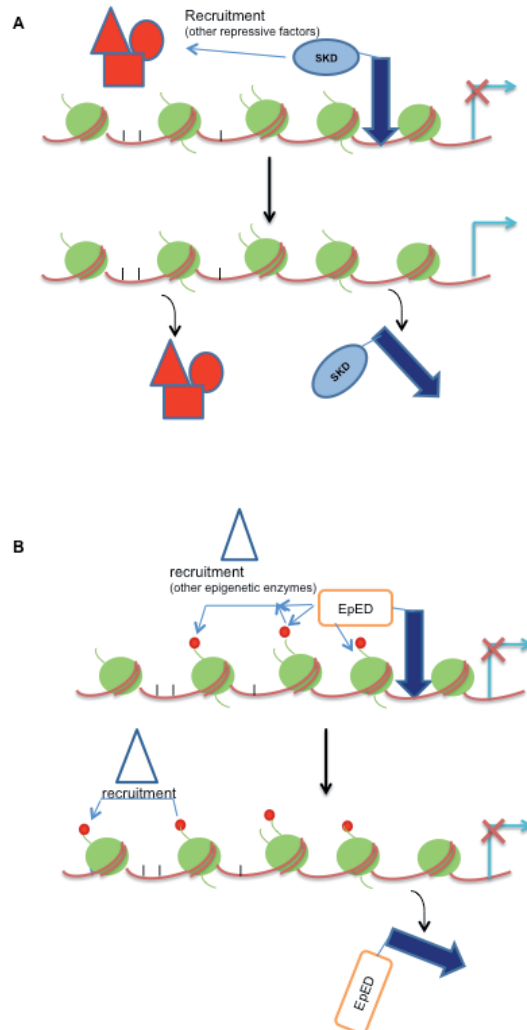 A
Recruitment
(other repressive factors)
SKD
SKD
B
recruitment
(other epigenetic enzymes)
EpED
recruitment
EpED